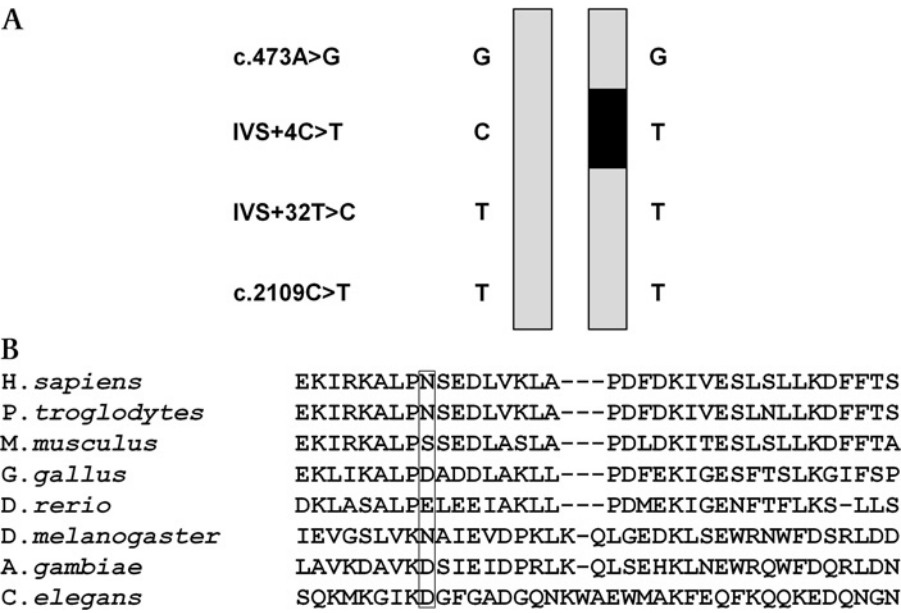 A
c.473A>G G G
IVS+4C>T C T
IVS+32T>C T T
c.2109C>T T T
B
H.sapiens EKIRKALPNSEDLVKLA---PDFDKIVESLSLLKDFFTS
P.troglodytes EKIRKALPNSEDLVKLA---PDFDKIVESLNLLKDFFTS
M.musculus EKIRKALPSSEDLASLA---PDLDKITESLSLLKDFFTA
G.gallus EKLIKALPDADDLAKLL---PDFEKIGESFTSLKGIFSP
D.rerio DKLASALPELEEIAKLL---PDMEKIGENFTFLKS-LLS
D.melanogaster IEVGSLVKNAIEVDPKLK-QLGEDKLSEWRNWFDSRLDD
A.gambiae LAVKDAVKDSIEIDPRLK-QLSEHKLNEWRQWFDQRLDN
C.elegans SQKMKGIKDGFGADGQNKWAEWMAKFEQFKQQKEDQNGN